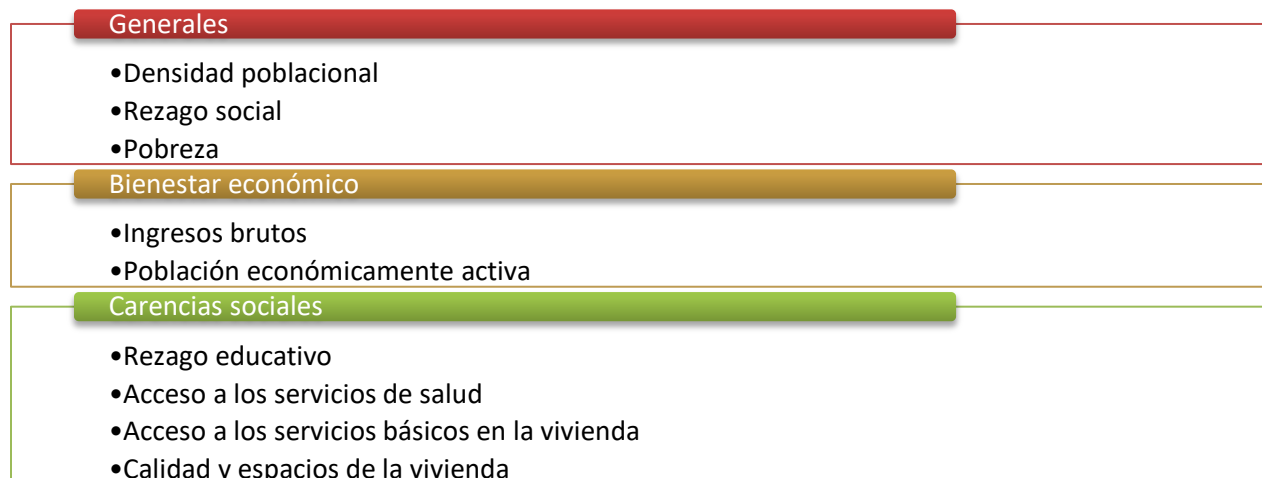 Generales
•Densidad poblacional
•Rezago social
•Pobreza
Bienestar económico
•Ingresos brutos
•Población económicamente activa
Carencias sociales
•Rezago educativo
•Acceso a los servicios de salud
•Acceso a los servicios básicos en la vivienda
•Calidad y espacios de la vivienda